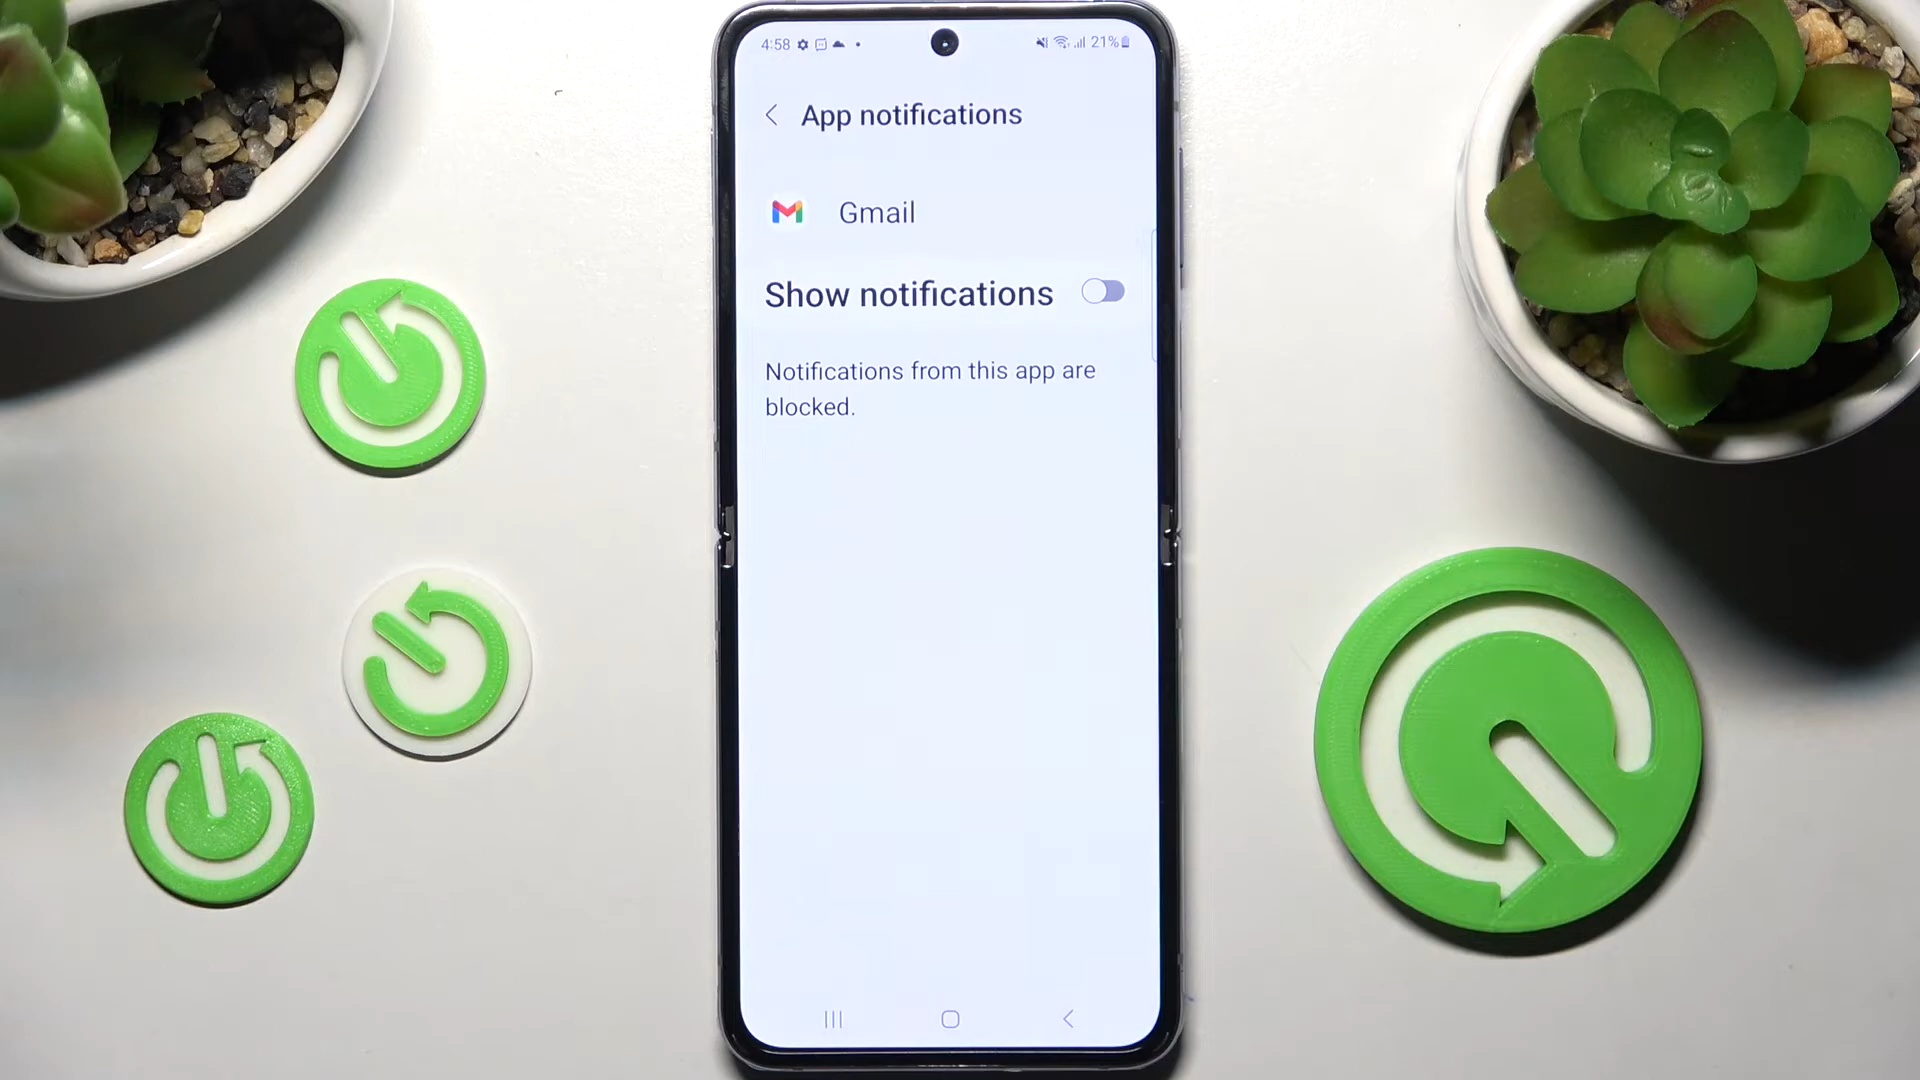 4:58 21%
App notifications
Gmail
Show notifications
Notifications from this app are
blocked.